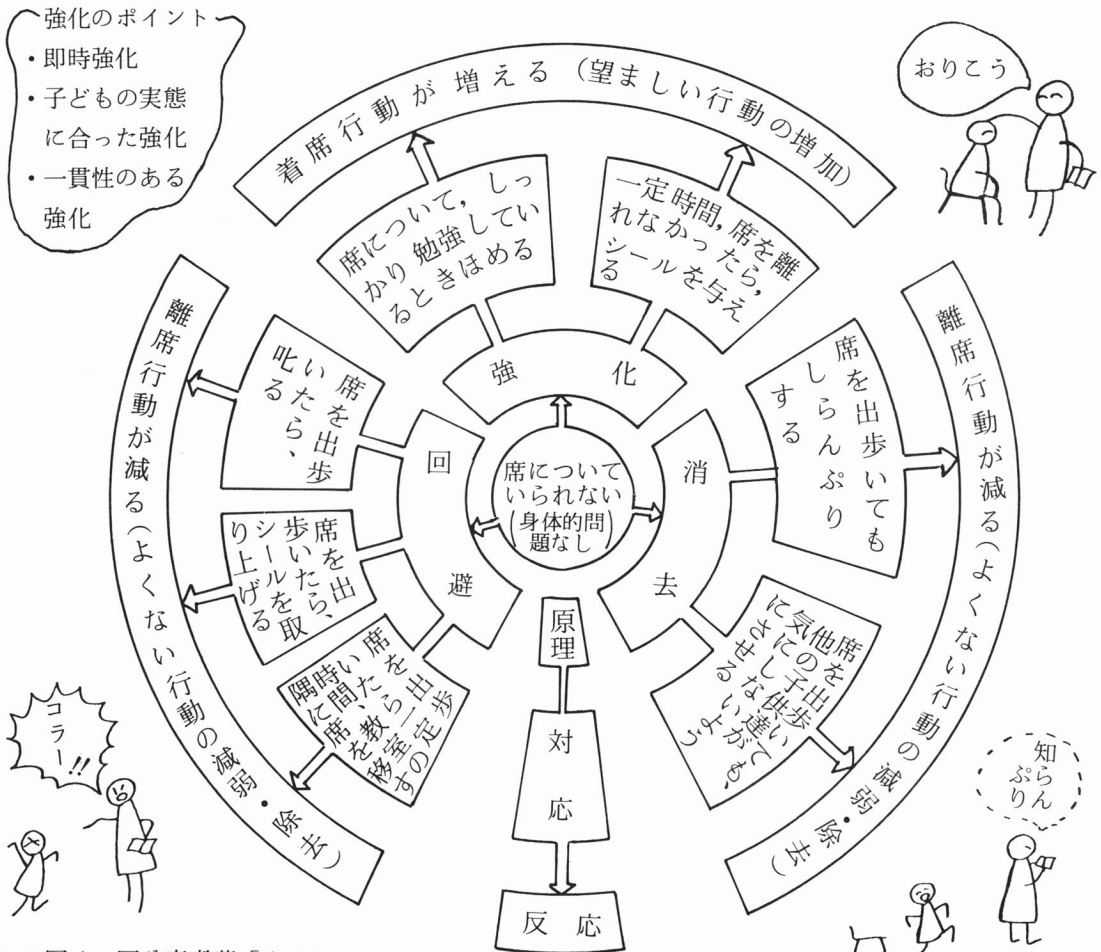 強化のポイント
・即時強化
・子どもの実態
に合った強化
・一貫性のある
強化
おりこう
着席行動が増える（望ましい行動の増加）
席について，しっ
かり勉強してい
るときほめる
一定時間，席を離
れなかったら，
シールを与え
る
強化
離席行動が減る（よくない行動の減弱・除去）
席を出歩
いたら、
叱る
席を出
歩いたら、
シールを取
り上げる
席を出歩
いたら一定
時間、教室の
隅に席を移す
回避
席について
いられない
（身体的問
題なし）
消去
席を出歩いても
しらんぷり
する
席を出歩いても、
他の子供達が
気にしないよう
にさせる
離席行動が減る（よくない行動の減弱・除去）
原理
対応
反応
コラー!!
知らん
ぷり